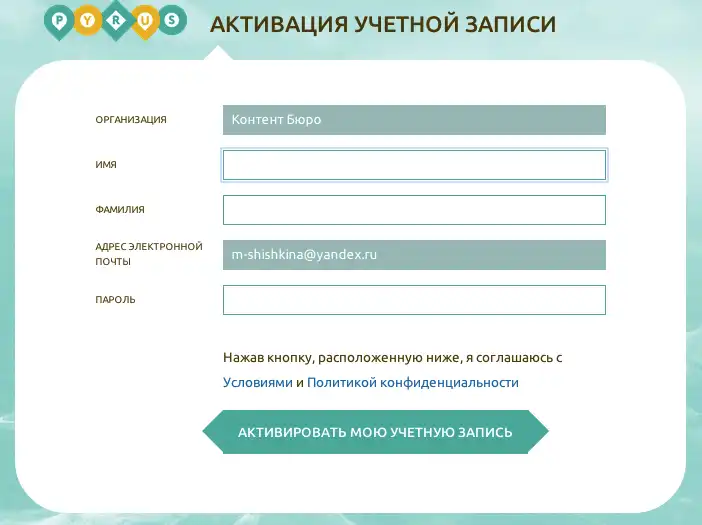 PYRUS АКТИВАЦИЯ УЧЕТНОЙ ЗАПИСИ
ОРГАНИЗАЦИЯ Контент Бюро
ИМЯ
ФАМИЛИЯ
АДРЕС ЭЛЕКТРОННОЙ
ПОЧТЫ
m-shishkina@yandex.ru
ПАРОЛЬ
Нажав кнопку, расположенную ниже, я соглашаюсь с
Условиями и Политикой конфиденциальности
АКТИВИРОВАТЬ МОЮ УЧЕТНУЮ ЗАПИСЬ